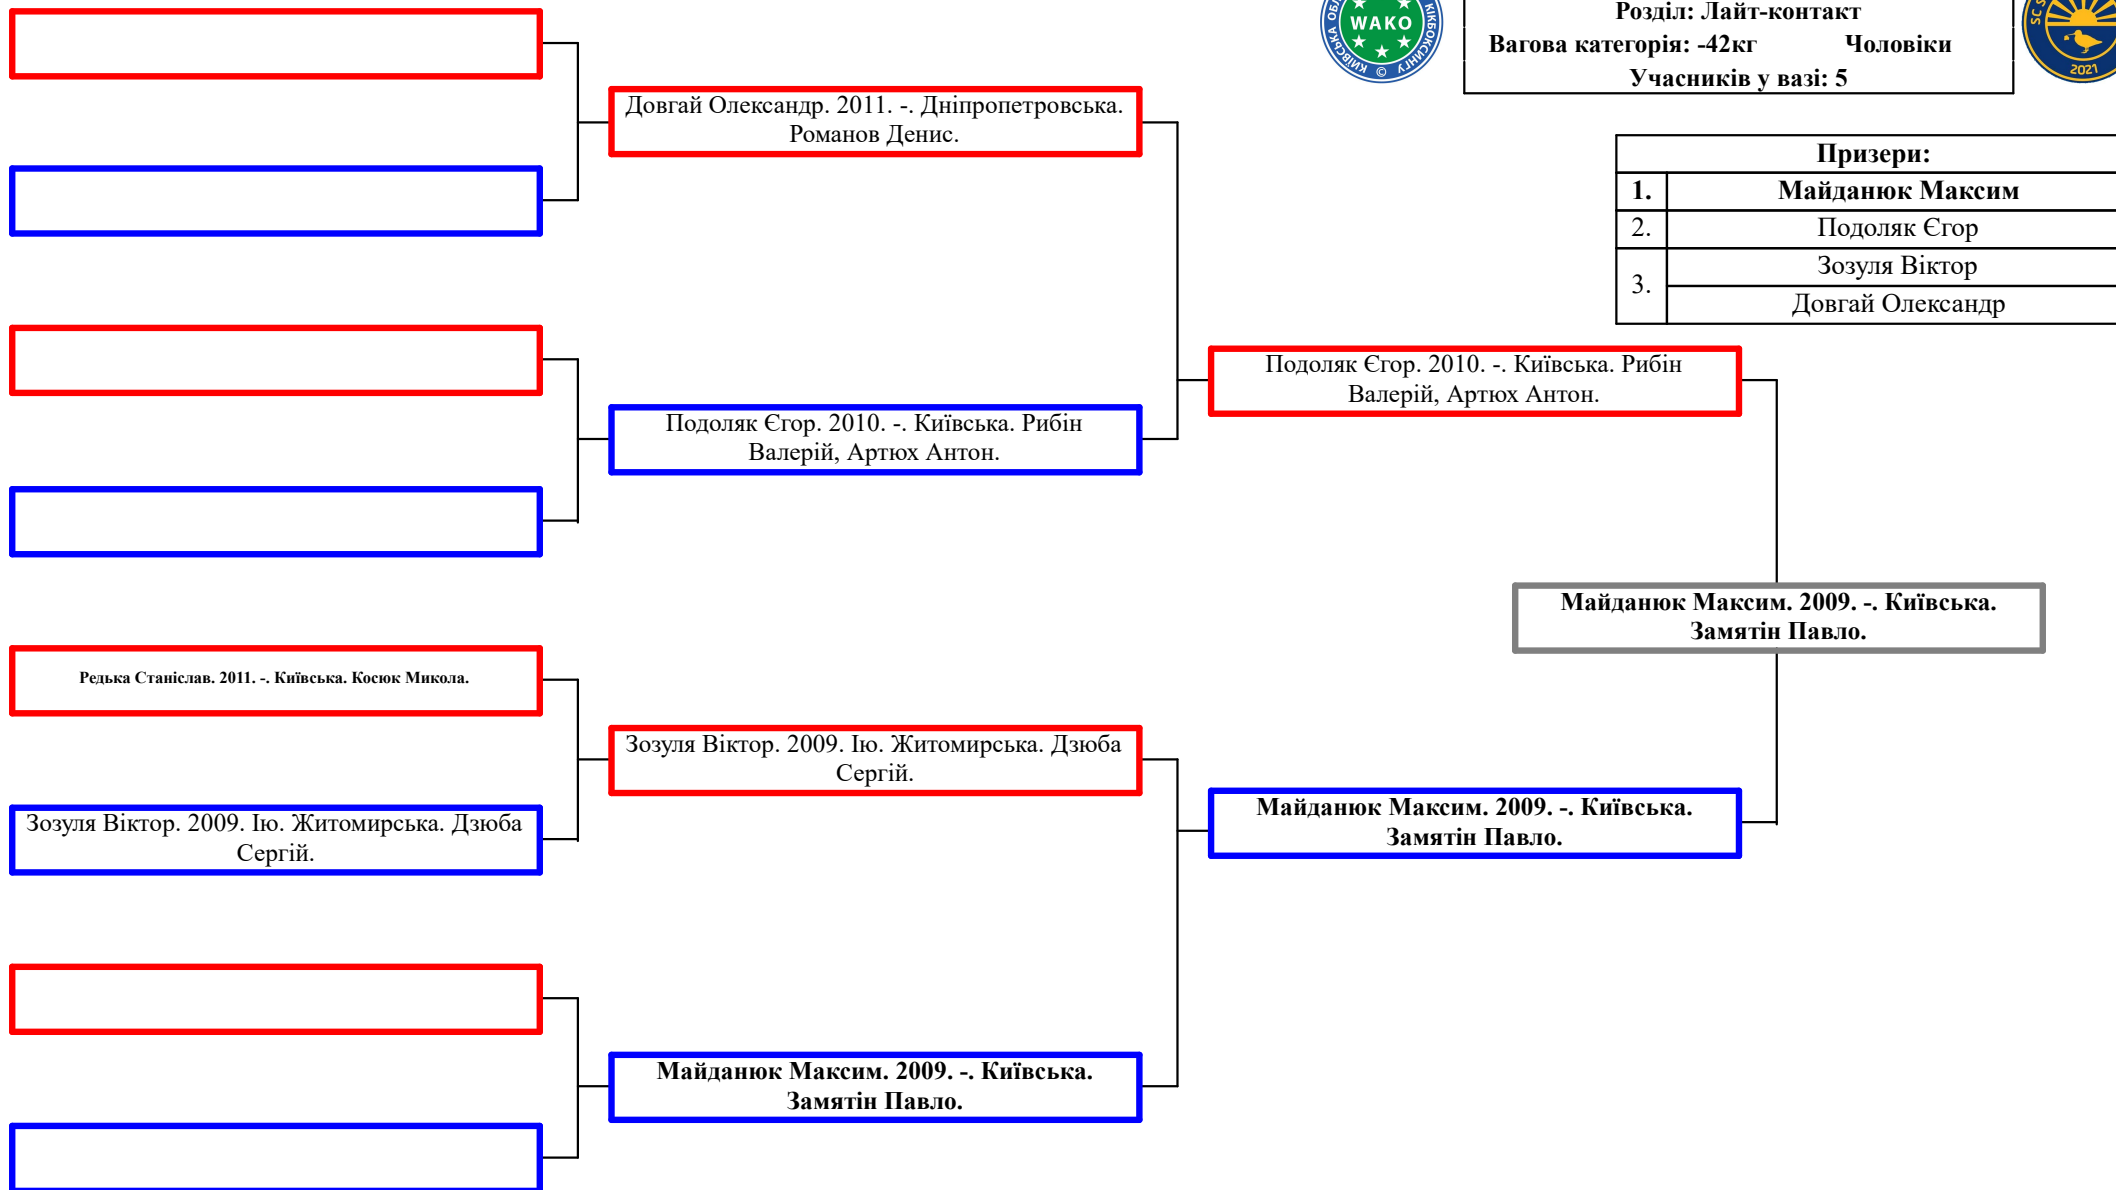 Розділ: Лайт-контакт
Вагова категорія: -42кг Чоловіки
Учасників у вазі: 5
WAKO
КІКБОКСИНГУ
КИЇВСЬКА
©
2021
Призери:
1. Майданюк Максим
2. Подоляк Єгор
3. Зозуля Віктор
Довгай Олександр
Довгай Олександр. 2011. -. Дніпропетровська.
Романов Денис.
Подоляк Єгор. 2010. -. Київська. Рибін
Валерій, Артюх Антон.
Подоляк Єгор. 2010. -. Київська. Рибін
Валерій, Артюх Антон.
Майданюк Максим. 2009. -. Київська.
Замятін Павло.
Редька Станіслав. 2011. -. Київська. Косюк Микола.
Зозуля Віктор. 2009. Ію. Житомирська. Дзюба
Сергій.
Зозуля Віктор. 2009. Ію. Житомирська. Дзюба
Сергій.
Майданюк Максим. 2009. -. Київська.
Замятін Павло.
Майданюк Максим. 2009. -. Київська.
Замятін Павло.